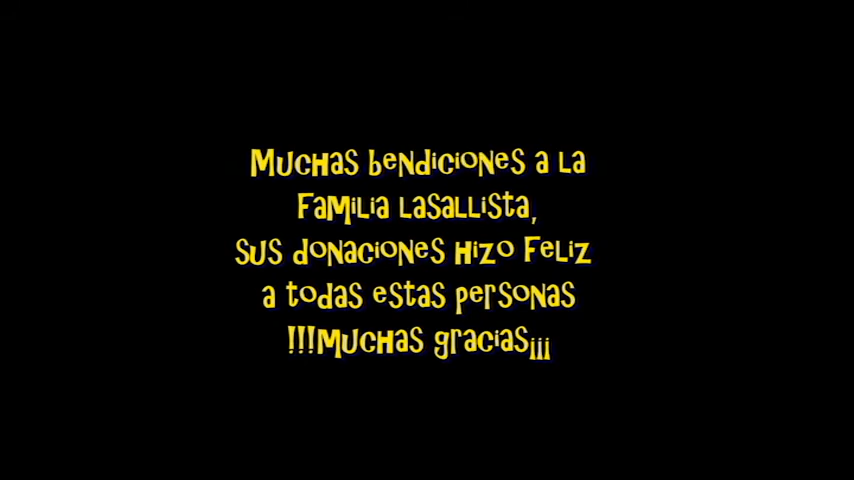 Muchas bendiciones a la
Familia Lasallista,
sus donaciones hizo Feliz
a todas estas personas
!!!Muchas gracias¡¡¡